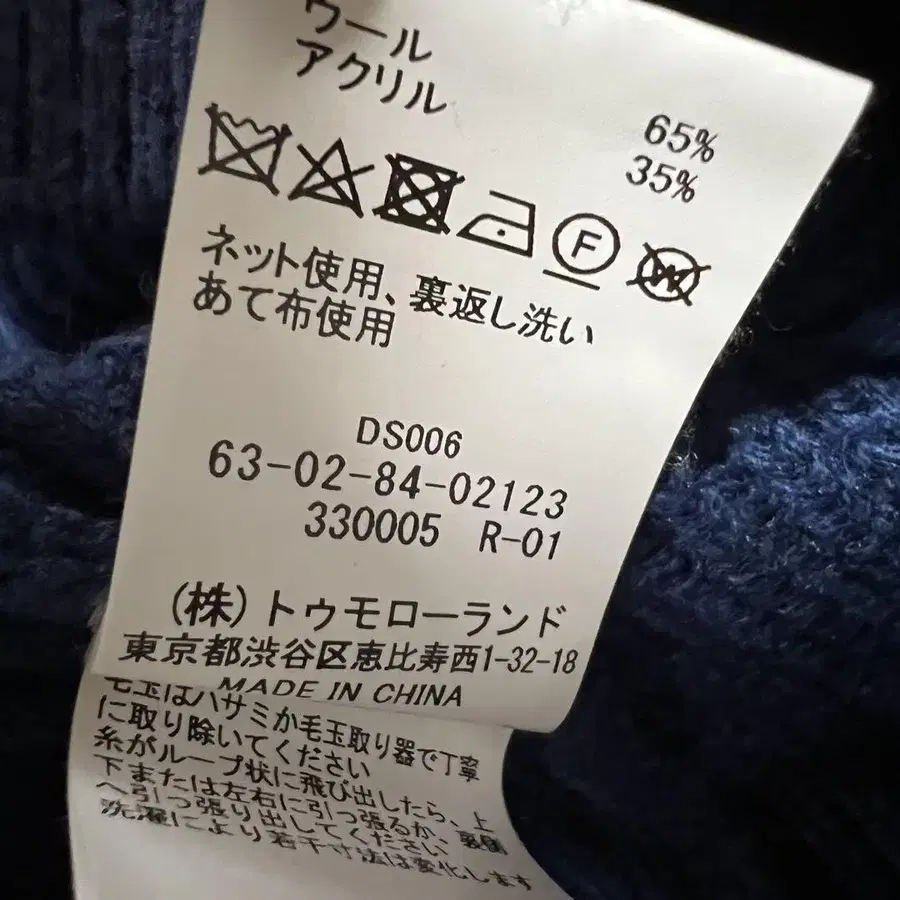 ウール
アクリル
65%
35%
F
W
ネット使用、裏返し洗い
あて布使用
DS006
63-02-84-02123
330005 R-01
(株)トゥモローランド
東京都渋谷区恵比寿西1-32-18
MADE IN CHINA
毛玉はハサミか毛玉取り器で丁寧
に取り除いてください
糸がループ状に飛び出したら、上
下または左右に引っ張るか、裏側
へ引っ張り出してください
洗濯により若干寸法は変化します